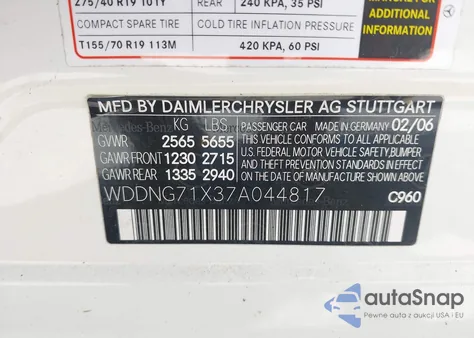 275/40 R19 101Y REAR 240 KPA, 35 PSI
COMPACT SPARE TIRE COLD TIRE INFLATION PRESSURE
T155/70 R19 113M 420 KPA, 60 PSI
ADDITIONAL
INFORMATION
MFD BY DAIMLERCHRYSLER AG STUTTGART
KG LBS PASSENGER CAR MADE IN GERMANY 02/06
GVWR 2565 5655 THIS VEHICLE CONFORMS TO ALL APPLICABLE
GAWR FRONT 1230 2715 FEDERAL MOTOR VEHICLE SAFETY, BUMPER,
GAWR REAR 1335 2940 AND THEFT PREVENTION STANDARDS IN EFFECT
ON THE DATE OF MANUFACTURE SHOWN ABOVE.
WDDNG71X37A044817 C960
autoSnap
Pewne auta z aukcji w USA i EU